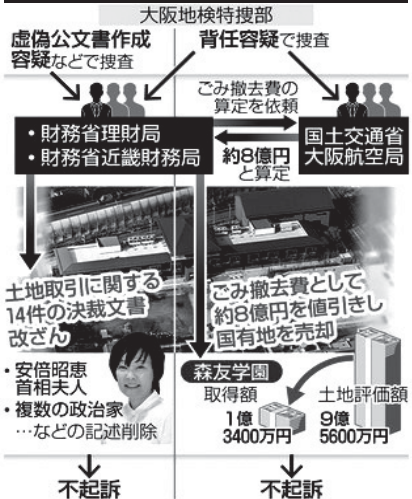 大阪地検特捜部
虚偽公文書作成
容疑などで捜査
背任容疑で捜査
・財務省理財局
・財務省近畿財務局
ごみ撤去費の
算定を依頼
約8億円
と算定
国土交通省
大阪航空局
土地取引に関する
14件の決裁文書
改ざん
・安倍昭恵
首相夫人
・複数の政治家
…などの記述削除
不起訴
ごみ撤去費として
約8億円を値引きし
国有地を売却
森友学園
取得額
1億
3400万円
土地評価額
9億
5600万円
不起訴